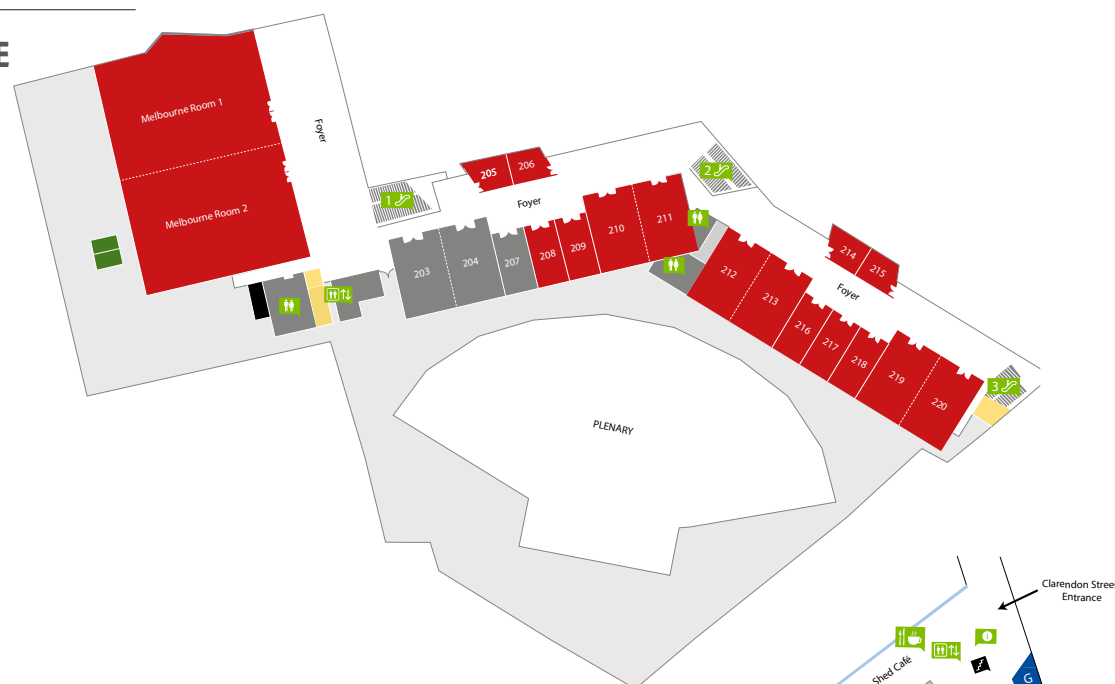 E
Melbourne Room 1
Foyer
Melbourne Room 2
1
205
206
2
Foyer
203
204
207
208
209
210
211
212
213
214
215
Foyer
216
217
218
219
220
3
PLENARY
Clarendon Stree
Entrance
Shed Café
G